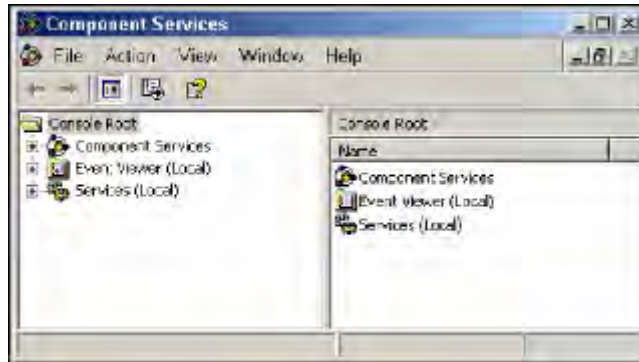 Component Services
File Action View Window Help
Console Root
Component Services
Event Viewer (Local)
Services (Local)
Console Root
Name
Component Services
Event Viewer (Local)
Services (Local)